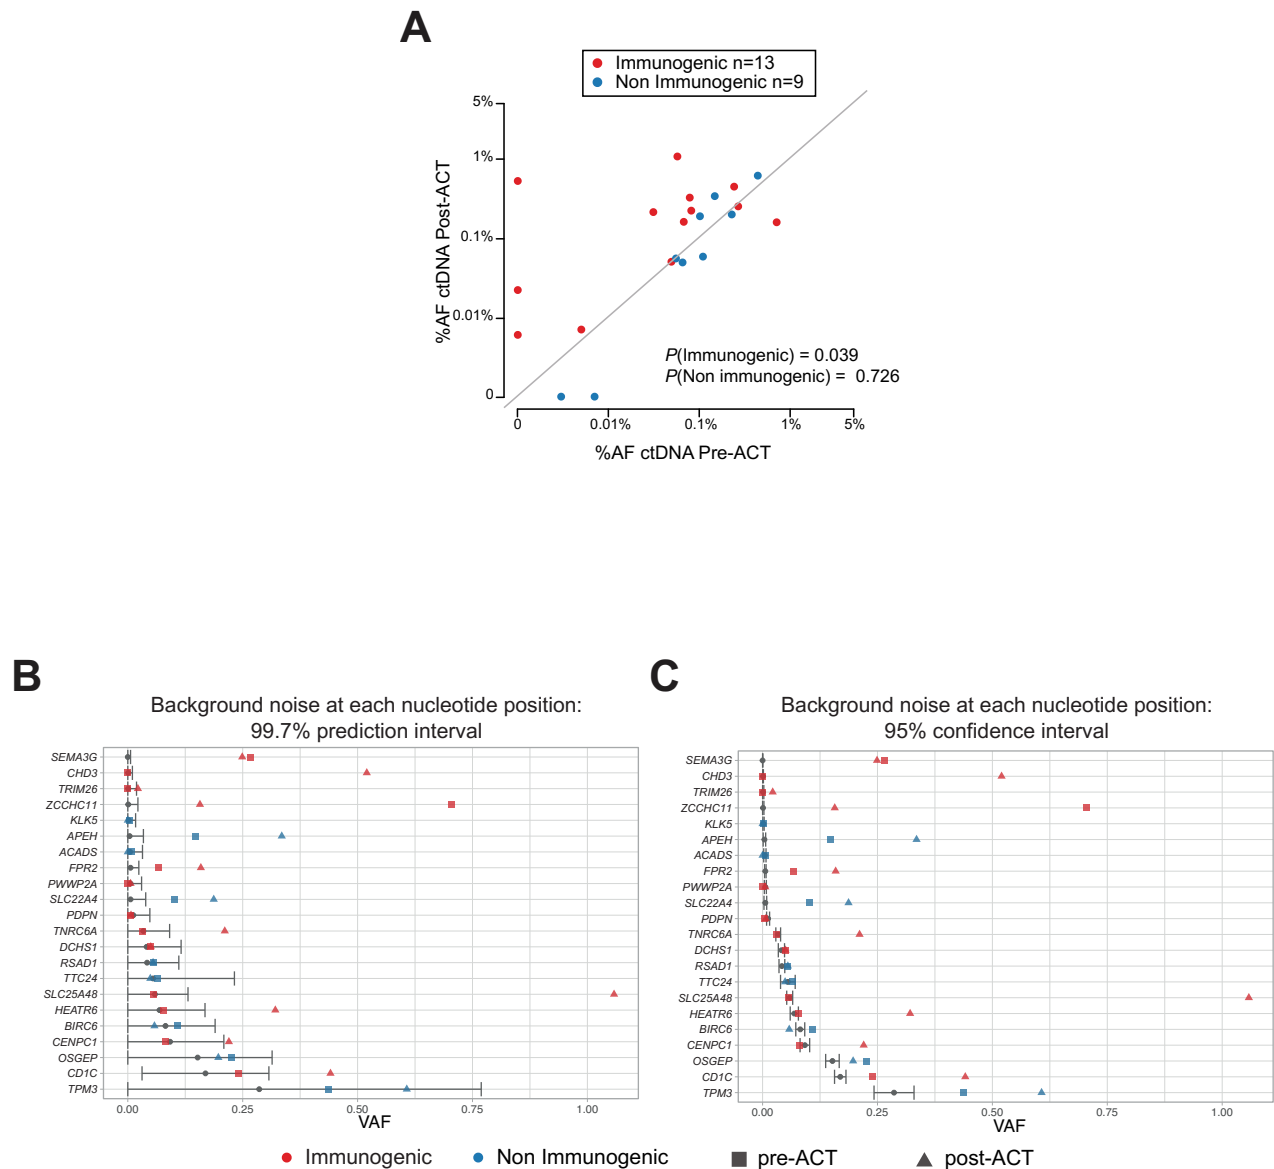 A
Immunogenic n=13
Non Immunogenic n=9
%AF ctDNA Post-ACT
5%
1%
0.1%
0.01%
0
P(Immunogenic) = 0.039
P(Non immunogenic) = 0.726
0 0.01% 0.1% 1% 5%
%AF ctDNA Pre-ACT
B
Background noise at each nucleotide position:
99.7% prediction interval
SEMA3G
CHD3
TRIM26
ZCCHC11
KLK5
APEH
ACADS
FPR2
PWWP2A
SLC22A4
PDPN
TNRC6A
DCHS1
RSAD1
TTC24
SLC25A48
HEATR6
BIRC6
CENPC1
OSGEP
CD1C
TPM3
0.00 0.25 0.50 0.75 1.00
VAF
C
Background noise at each nucleotide position:
95% confidence interval
SEMA3G
CHD3
TRIM26
ZCCHC11
KLK5
APEH
ACADS
FPR2
PWWP2A
SLC22A4
PDPN
TNRC6A
DCHS1
RSAD1
TTC24
SLC25A48
HEATR6
BIRC6
CENPC1
OSGEP
CD1C
TPM3
0.00 0.25 0.50 0.75 1.00
VAF
Immunogenic Non Immunogenic pre-ACT post-ACT